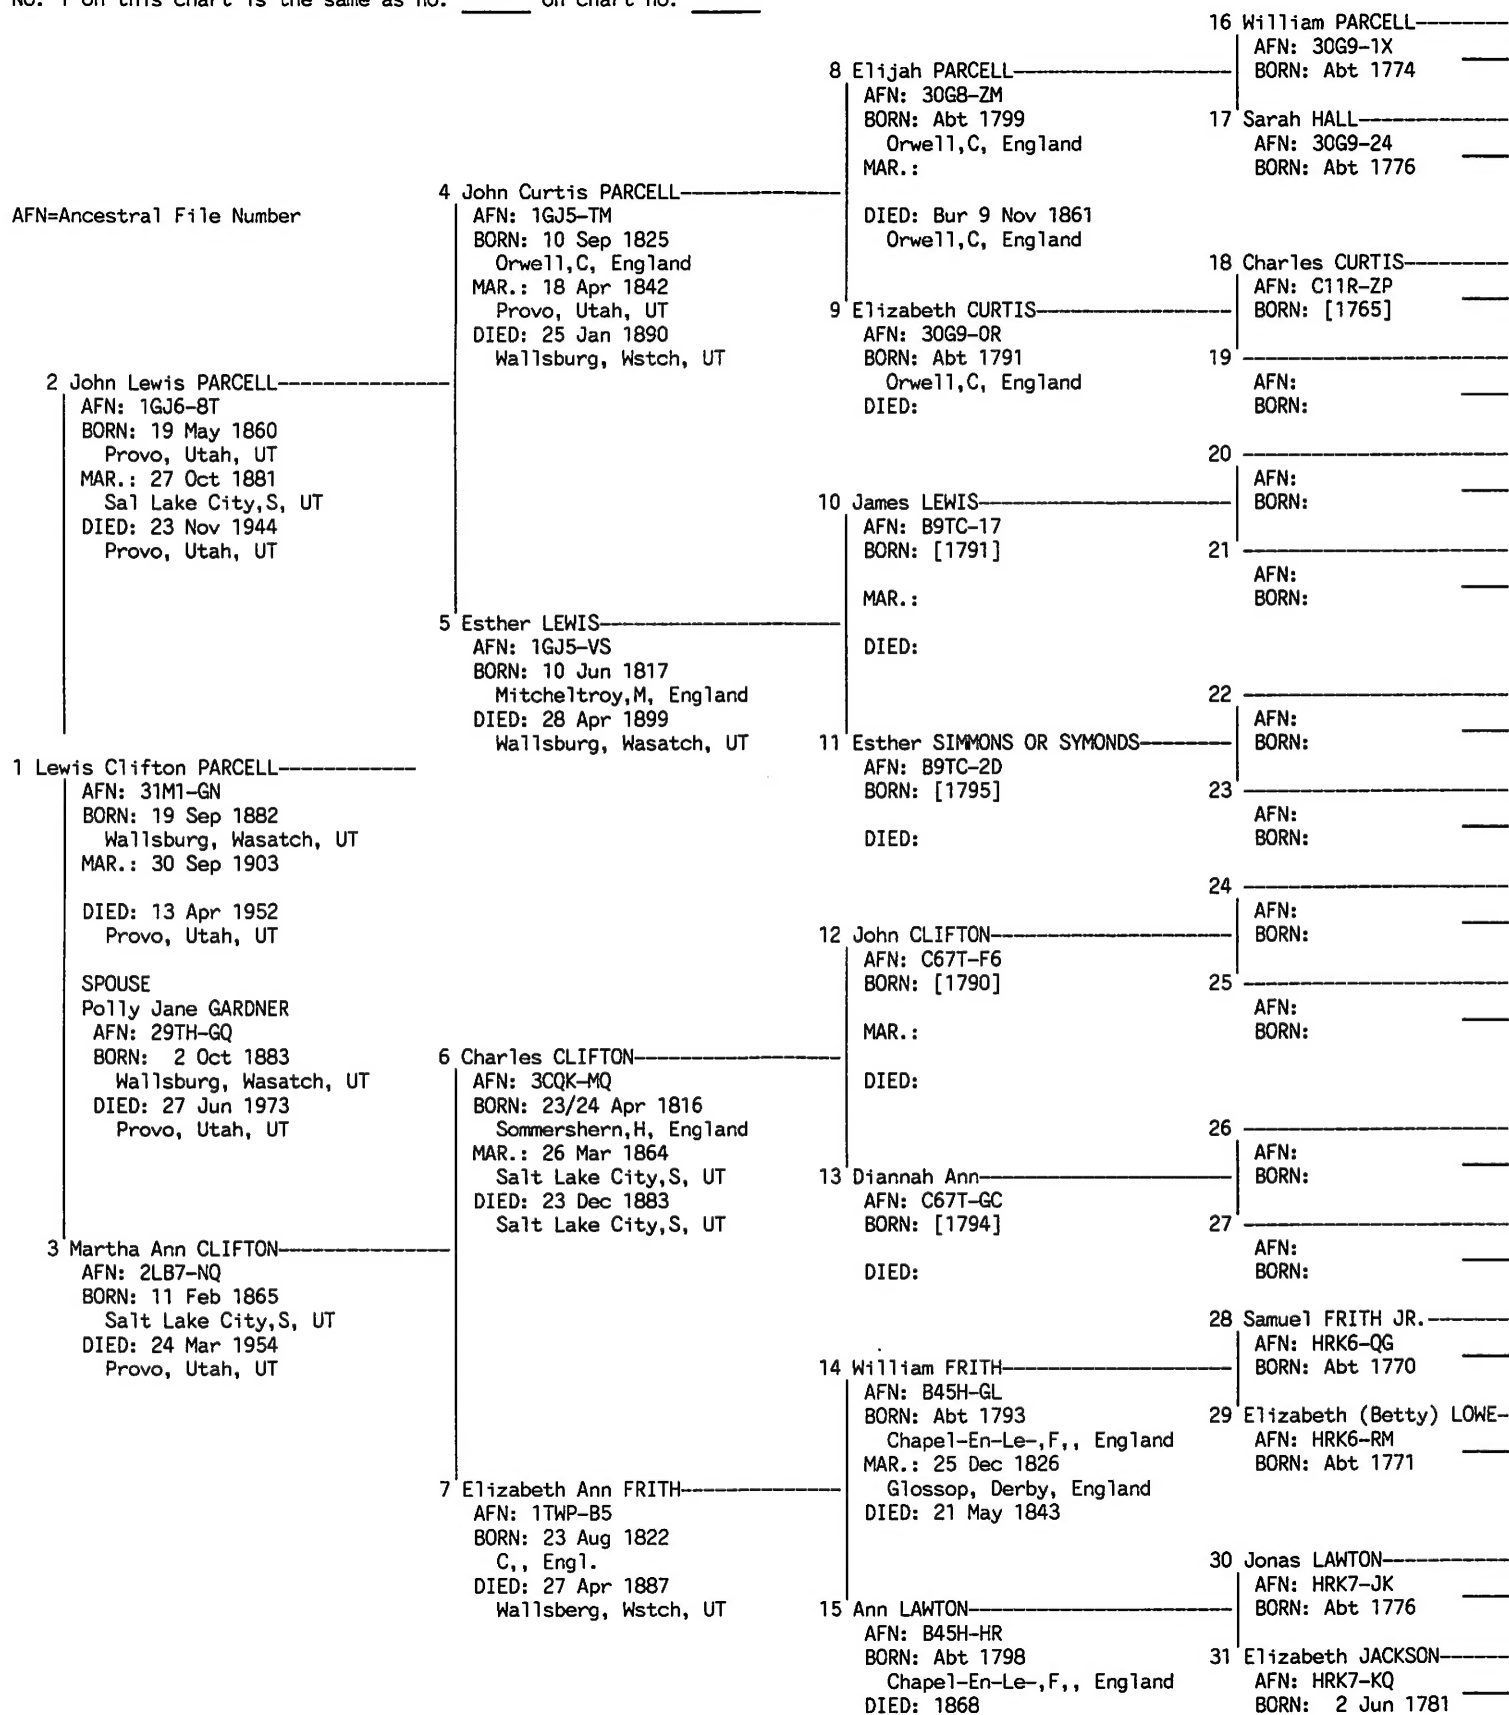 No. 1 on this chart is the same as no. ______ on chart no. ______
AFN=Ancestral File Number
2 John Lewis PARCELL
AFN: 1GJ6-8T
BORN: 19 May 1860
Provo, Utah, UT
MAR.: 27 Oct 1881
Sal Lake City,S, UT
DIED: 23 Nov 1944
Provo, Utah, UT
1 Lewis Clifton PARCELL
AFN: 31M1-GN
BORN: 19 Sep 1882
Wallsburg, Wasatch, UT
MAR.: 30 Sep 1903
DIED: 13 Apr 1952
Provo, Utah, UT
SPOUSE
Polly Jane GARDNER
AFN: 29TH-GQ
BORN: 2 Oct 1883
Wallsburg, Wasatch, UT
DIED: 27 Jun 1973
Provo, Utah, UT
3 Martha Ann CLIFTON
AFN: 2LB7-NQ
BORN: 11 Feb 1865
Salt Lake City,S, UT
DIED: 24 Mar 1954
Provo, Utah, UT
4 John Curtis PARCELL
AFN: 1GJ5-TM
BORN: 10 Sep 1825
Orwell,C, England
MAR.: 18 Apr 1842
Provo, Utah, UT
DIED: 25 Jan 1890
Wallsburg, Wstch, UT
5 Esther LEWIS
AFN: 1GJ5-VS
BORN: 10 Jun 1817
Mitcheltroy,M, England
DIED: 28 Apr 1899
Wallsburg, Wasatch, UT
6 Charles CLIFTON
AFN: 3CQK-MQ
BORN: 23/24 Apr 1816
Sommershern,H, England
MAR.: 26 Mar 1864
Salt Lake City,S, UT
DIED: 23 Dec 1883
Salt Lake City,S, UT
7 Elizabeth Ann FRITH
AFN: 1TWP-B5
BORN: 23 Aug 1822
C,, Engl.
DIED: 27 Apr 1887
Wallsberg, Wstch, UT
8 Elijah PARCELL
AFN: 30G8-ZM
BORN: Abt 1799
Orwell,C, England
MAR.:
DIED: Bur 9 Nov 1861
Orwell,C, England
9 Elizabeth CURTIS
AFN: 30G9-0R
BORN: Abt 1791
Orwell,C, England
DIED:
10 James LEWIS
AFN: B9TC-17
BORN: [1791]
MAR.:
DIED:
11 Esther SIMMONS OR SYMONDS
AFN: B9TC-2D
BORN: [1795]
DIED:
12 John CLIFTON
AFN: C67T-F6
BORN: [1790]
MAR.:
DIED:
13 Diannah Ann
AFN: C67T-GC
BORN: [1794]
DIED:
14 William FRITH
AFN: B45H-GL
BORN: Abt 1793
Chapel-En-Le-,F,, England
MAR.: 25 Dec 1826
Glossop, Derby, England
DIED: 21 May 1843
15 Ann LAWTON
AFN: B45H-HR
BORN: Abt 1798
Chapel-En-Le-,F,, England
DIED: 1868
16 William PARCELL
AFN: 30G9-1X
BORN: Abt 1774
17 Sarah HALL
AFN: 30G9-24
BORN: Abt 1776
18 Charles CURTIS
AFN: C11R-ZP
BORN: [1765]
19
AFN:
BORN:
20
AFN:
BORN:
21
AFN:
BORN:
22
AFN:
BORN:
23
AFN:
BORN:
24
AFN:
BORN:
25
AFN:
BORN:
26
AFN:
BORN:
27
AFN:
BORN:
28 Samuel FRITH JR.
AFN: HRK6-QG
BORN: Abt 1770
29 Elizabeth (Betty) LOWE
AFN: HRK6-RM
BORN: Abt 1771
30 Jonas LAWTON
AFN: HRK7-JK
BORN: Abt 1776
31 Elizabeth JACKSON
AFN: HRK7-KQ
BORN: 2 Jun 1781